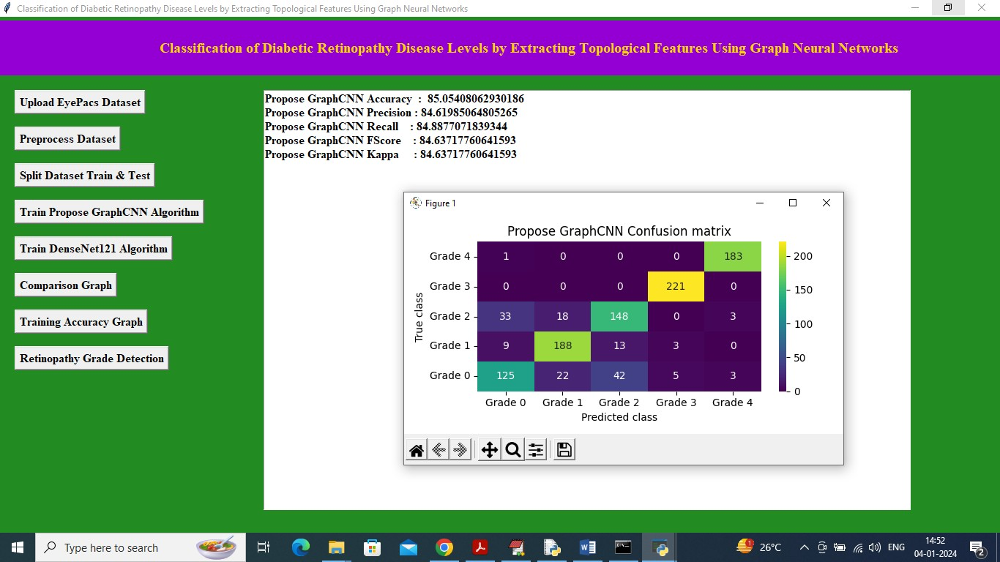 Classification of Diabetic Retinopathy Disease Levels by Extracting Topological Features Using Graph Neural Networks
Classification of Diabetic Retinopathy Disease Levels by Extracting Topological Features Using Graph Neural Networks
Upload EyePacs Dataset
Preprocess Dataset
Split Dataset Train & Test
Train Propose GraphCNN Algorithm
Train DenseNet121 Algorithm
Comparison Graph
Training Accuracy Graph
Retinopathy Grade Detection
Propose GraphCNN Accuracy : 85.05408062930186
Propose GraphCNN Precision : 84.61985064805265
Propose GraphCNN Recall : 84.8877071839344
Propose GraphCNN FScore : 84.63717760641593
Propose GraphCNN Kappa : 84.63717760641593
Figure 1
Propose GraphCNN Confusion matrix
True class
Grade 4 1 0 0 0 183
Grade 3 0 0 0 221 0
Grade 2 33 18 148 0 3
Grade 1 9 188 13 3 0
Grade 0 125 22 42 5 3
Grade 0 Grade 1 Grade 2 Grade 3 Grade 4
Predicted class
200
150
100
50
0
Type here to search
1
26°C
ENG
14:52
04-01-2024
2